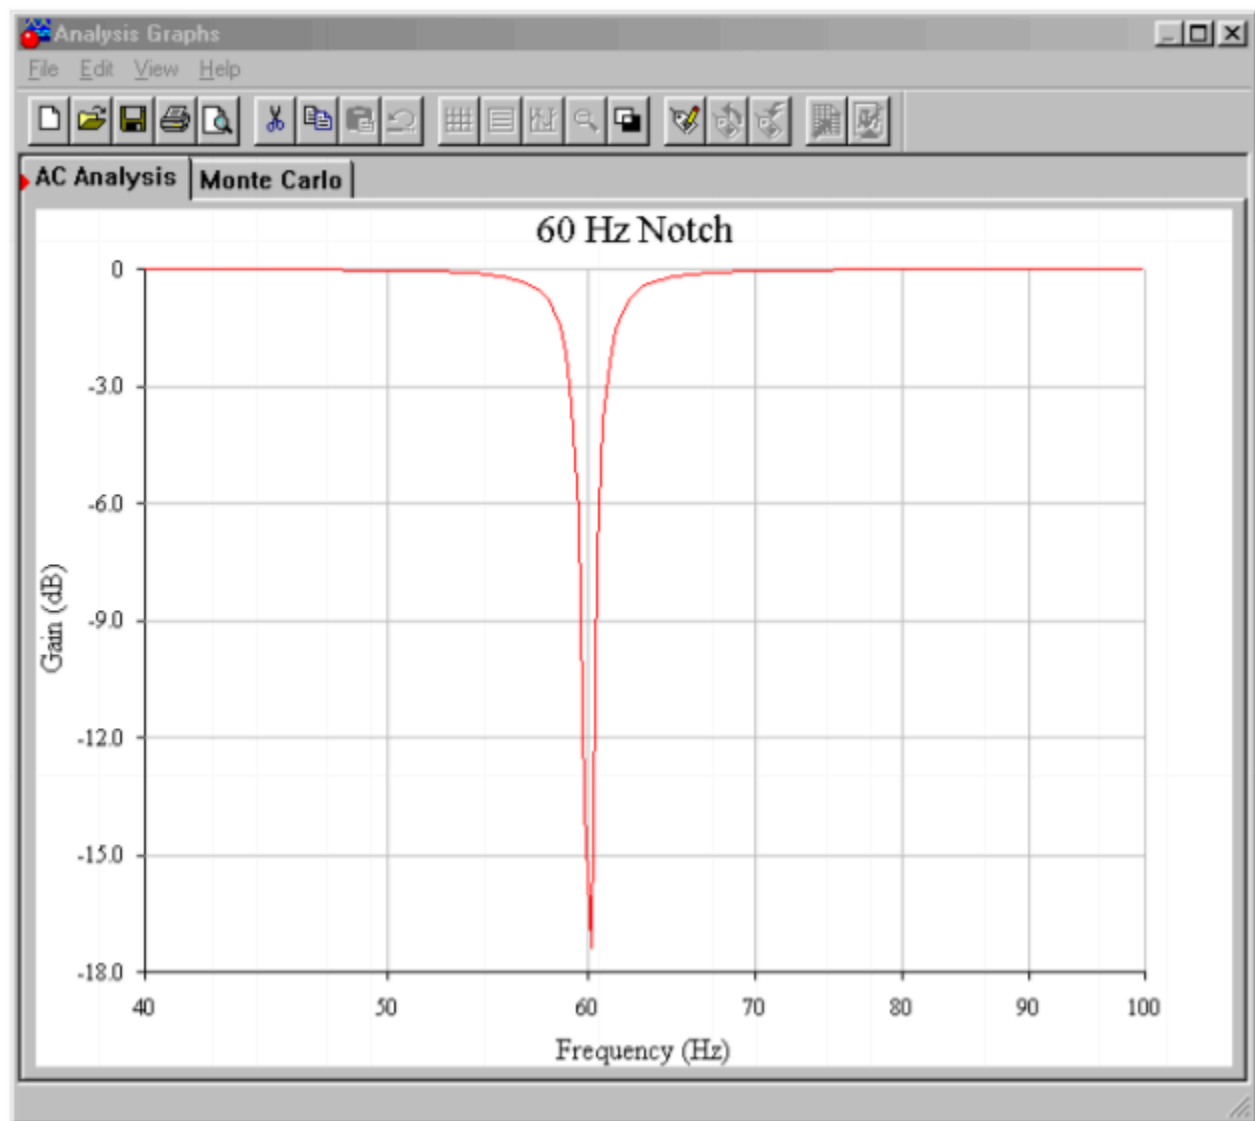 Analysis Graphs
File Edit View Help
AC Analysis Monte Carlo
60 Hz Notch
0
-3.0
-6.0
-9.0
-12.0
-15.0
-18.0
Gain (dB)
40 50 60 70 80 90 100
Frequency (Hz)